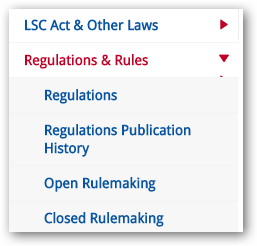 LSC Act & Other Laws
Regulations & Rules
Regulations
Regulations Publication
History
Open Rulemaking
Closed Rulemaking